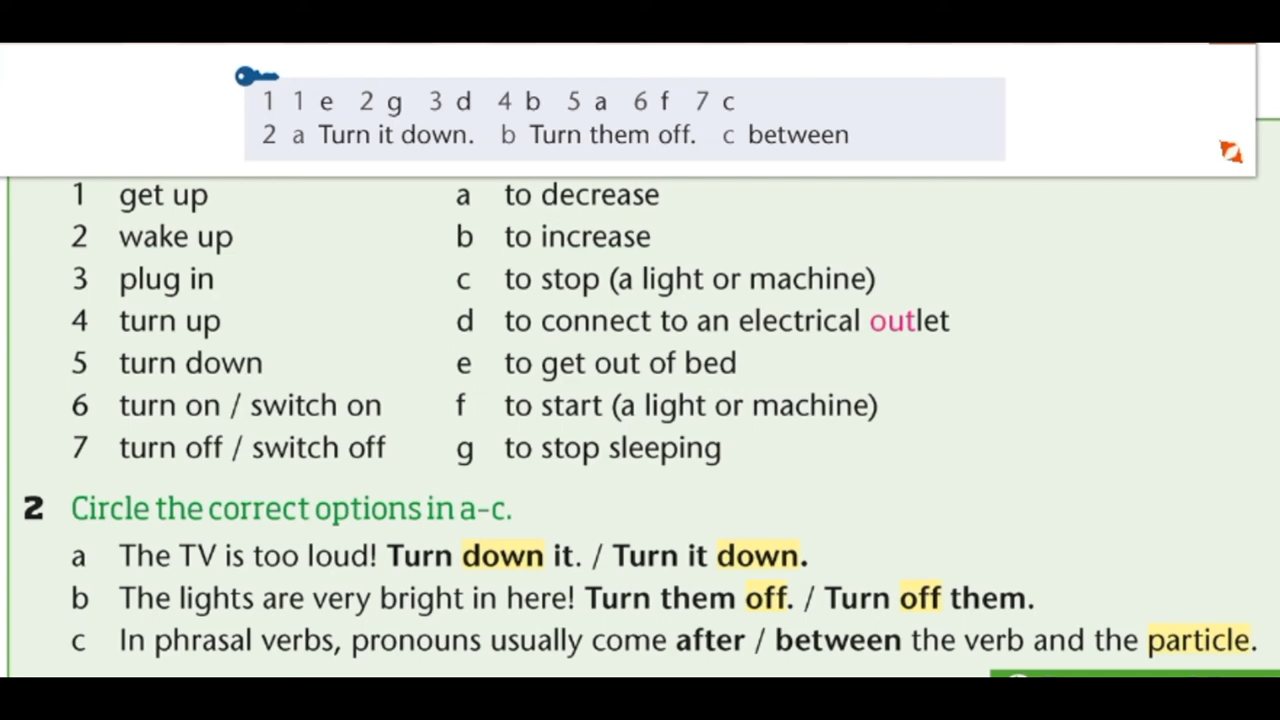 1 1 e 2 g 3 d 4 b 5 a 6 f 7 c
2 a Turn it down. b Turn them off. c between
1 get up a to decrease
2 wake up b to increase
3 plug in c to stop (a light or machine)
4 turn up d to connect to an electrical outlet
5 turn down e to get out of bed
6 turn on / switch on f to start (a light or machine)
7 turn off / switch off g to stop sleeping
2 Circle the correct options in a–c.
a The TV is too loud! Turn down it. / Turn it down.
b The lights are very bright in here! Turn them off. / Turn off them.
c In phrasal verbs, pronouns usually come after / between the verb and the particle.